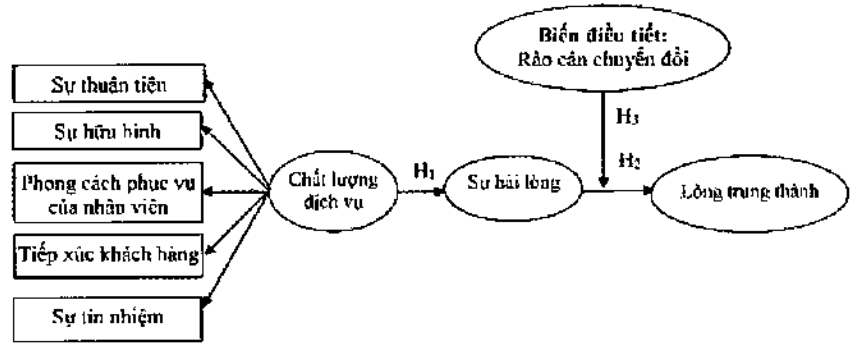 Biến điều tiết:
Rào cản chuyển đổi
Sự thuận tiện
Sự hữu hình
Phong cách phục vụ
của nhân viên
Tiếp xúc khách hàng
Sự tín nhiệm
Chất lượng
dịch vụ
H1
Sự hài lòng
H3
H2
Lòng trung thành